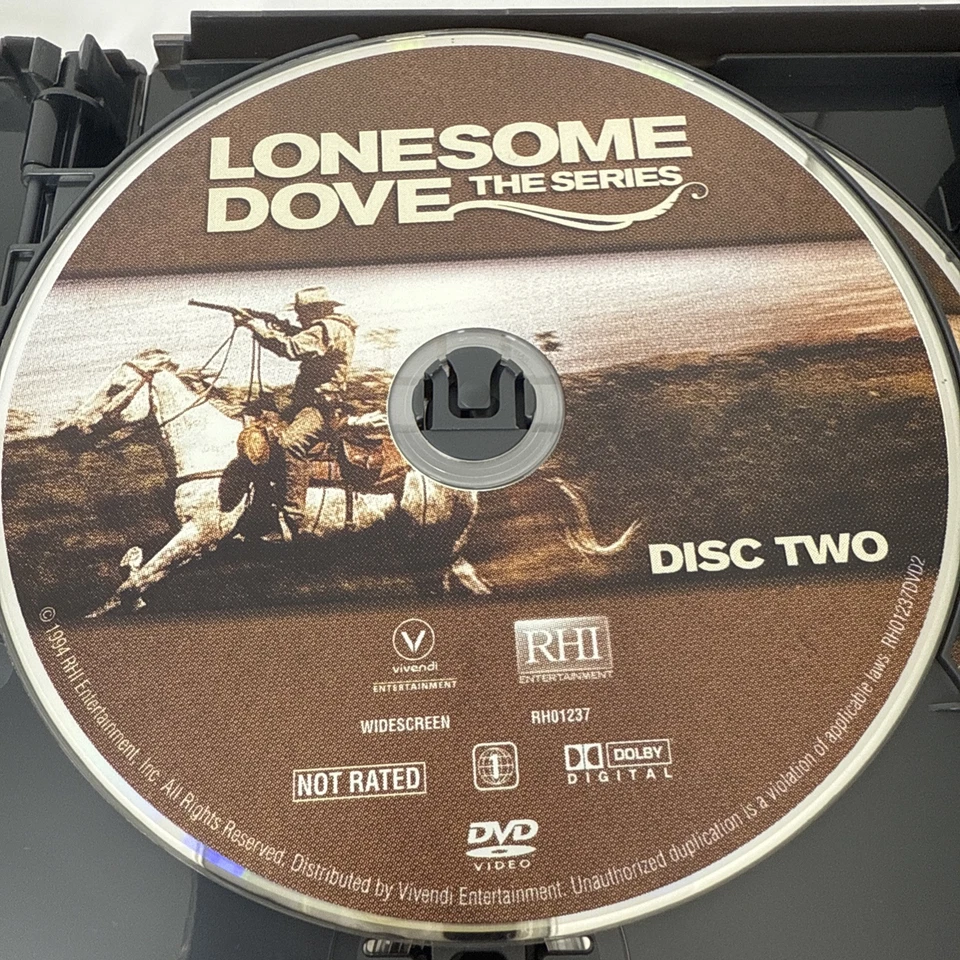 LONESOME
DOVE THE SERIES
DISC TWO
V
vivendi
ENTERTAINMENT
RHI
ENTERTAINMENT
WIDESCREEN
RH01237
NOT RATED
1
DOLBY
DIGITAL
DVD
VIDEO
© 1994 RHI Entertainment, Inc. All Rights Reserved. Distributed by Vivendi Entertainment. Unauthorized duplication is a violation of applicable laws RH01237DVD2